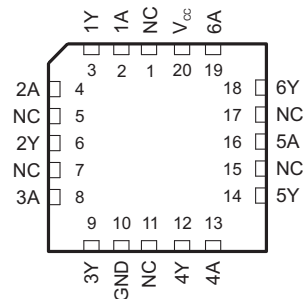 1Y 1A NC Vcc 6A
3 2 1 20 19
2A 4 18 6Y
NC 5 17 NC
2Y 6 16 5A
NC 7 15 NC
3A 8 14 5Y
9 10 11 12 13
3Y GND NC 4Y 4A